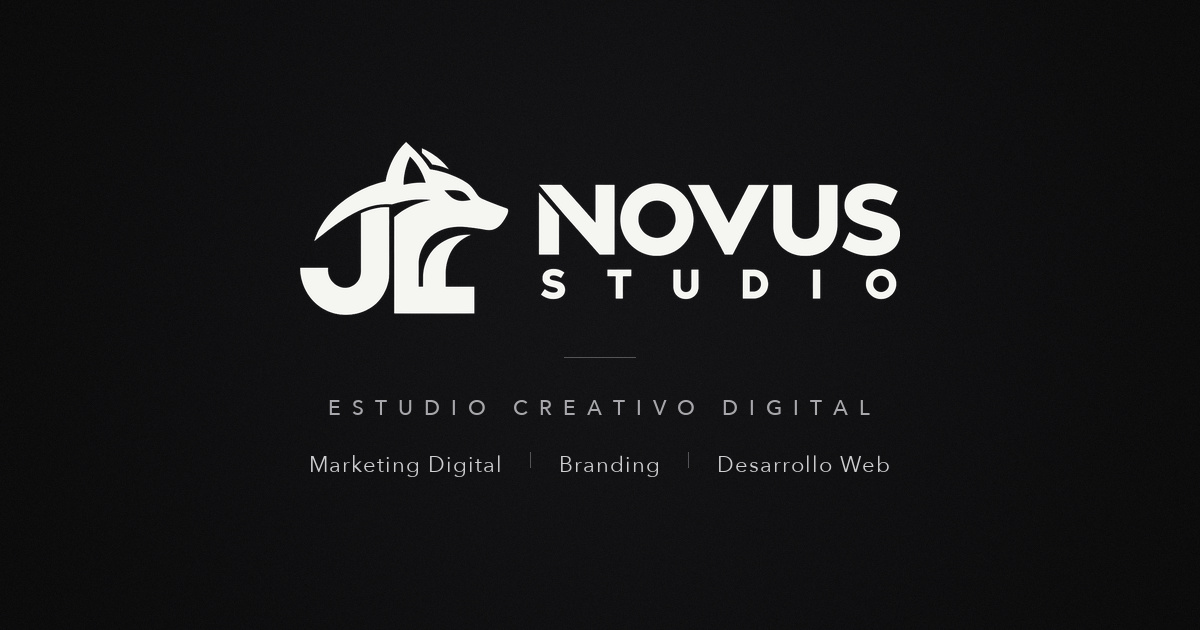 NOVUS
STUDIO
ESTUDIO CREATIVO DIGITAL
Marketing Digital | Branding | Desarrollo Web